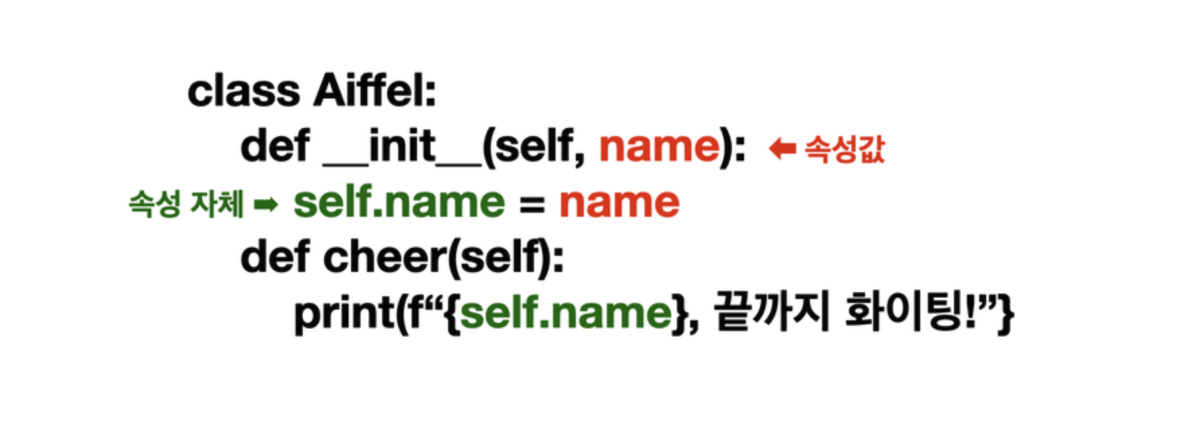 class Aiffel:
def __init__(self, name): ⬅ 속성값
속성 자체 ➡ self.name = name
def cheer(self):
print(f“{self.name}, 끝까지 화이팅!”}